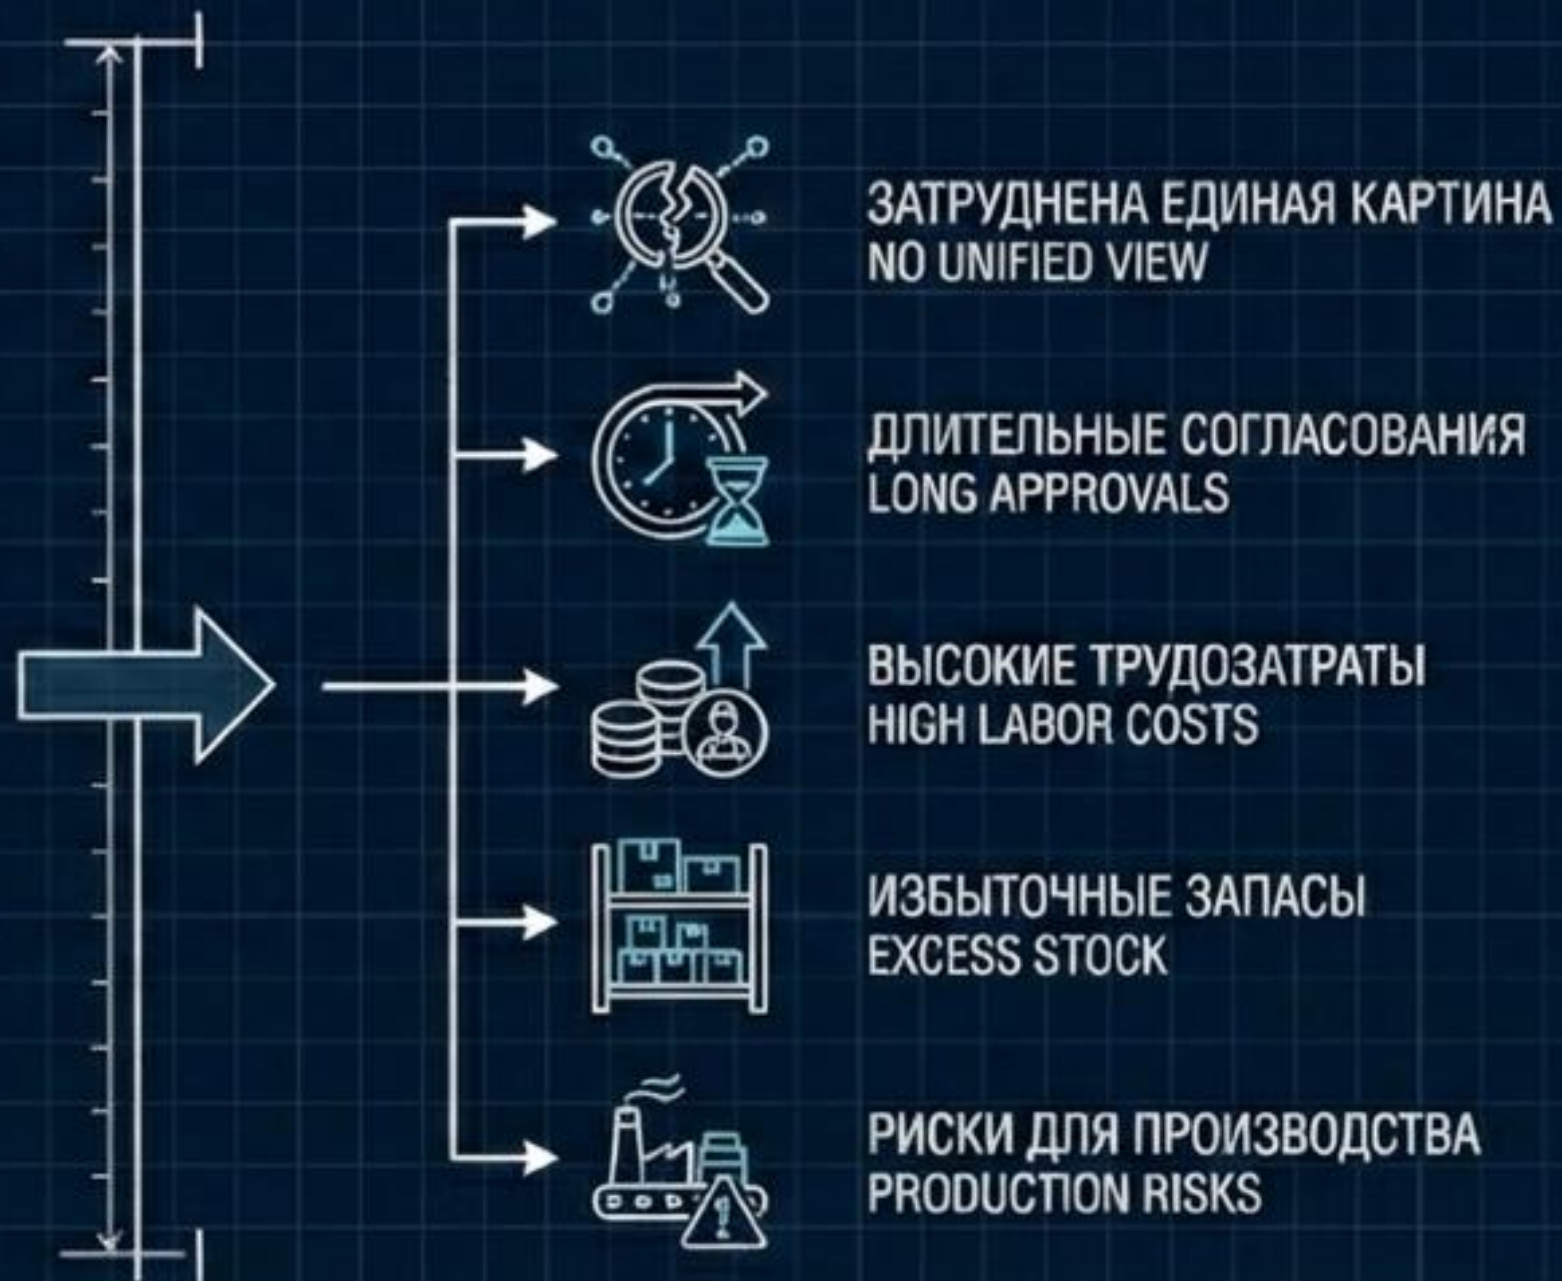 ЗАТРУДНЕНА ЕДИНАЯ КАРТИНА
NO UNIFIED VIEW
ДЛИТЕЛЬНЫЕ СОГЛАСОВАНИЯ
LONG APPROVALS
ВЫСОКИЕ ТРУДОЗАТРАТЫ
HIGH LABOR COSTS
ИЗБЫТОЧНЫЕ ЗАПАСЫ
EXCESS STOCK
РИСКИ ДЛЯ ПРОИЗВОДСТВА
PRODUCTION RISKS